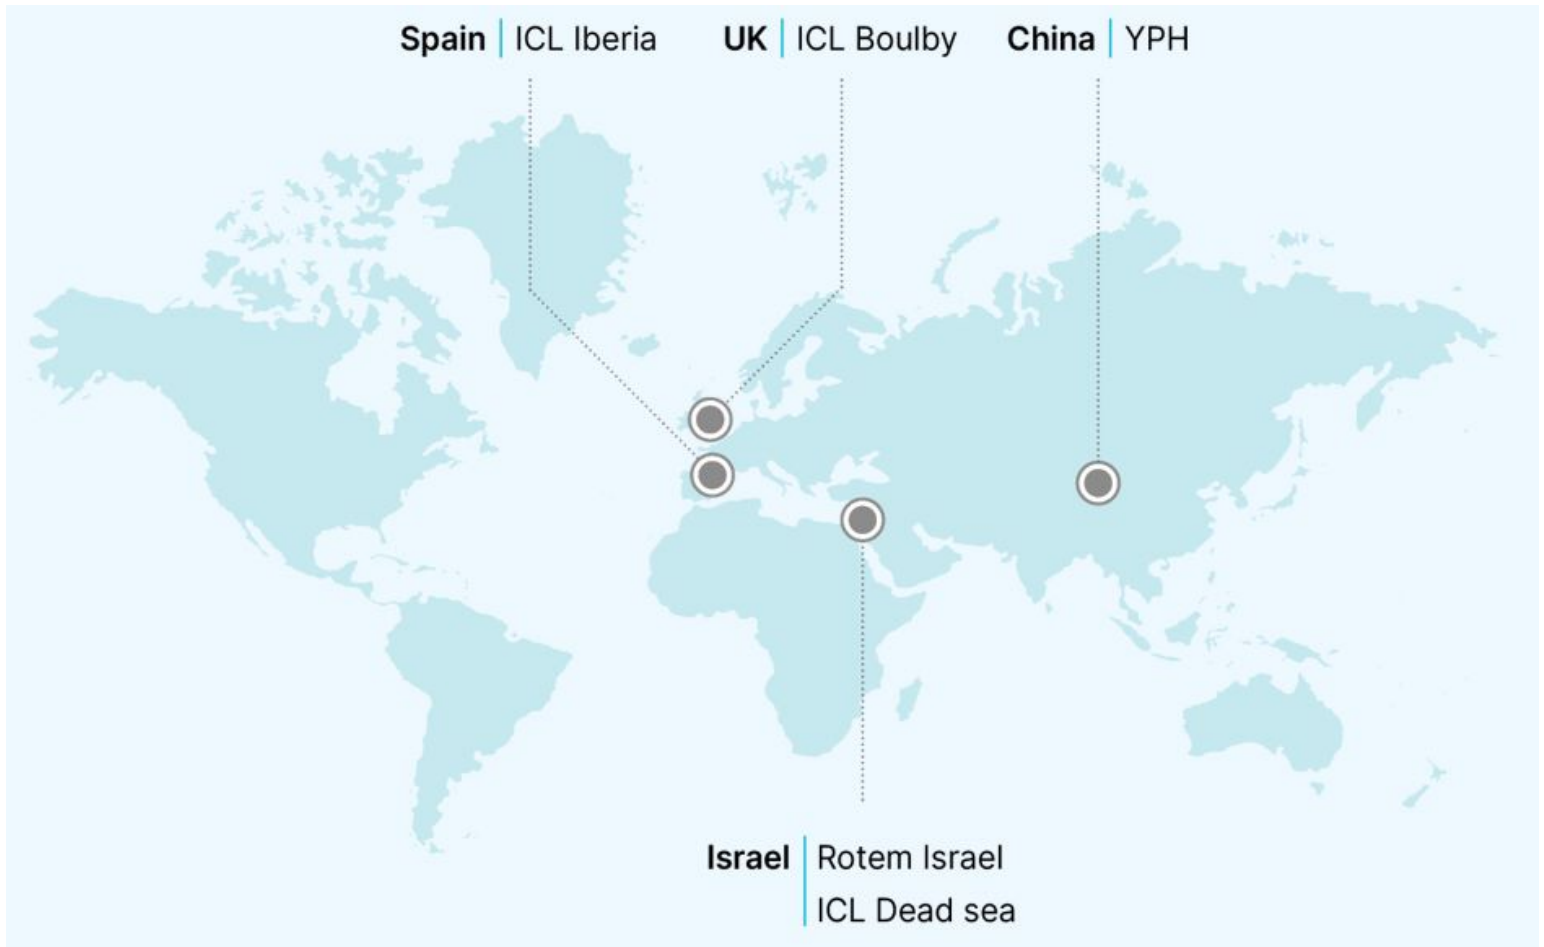 Spain | ICL Iberia
UK | ICL Boulby
China | YPH
Israel | Rotem Israel
ICL Dead sea